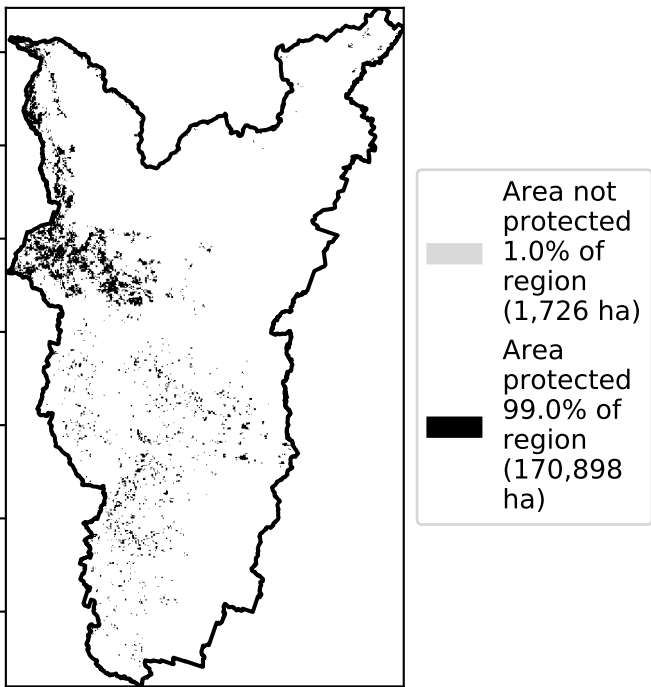 Area not
protected
1.0% of
region
(1,726 ha)
Area
protected
99.0% of
region
(170,898
ha)